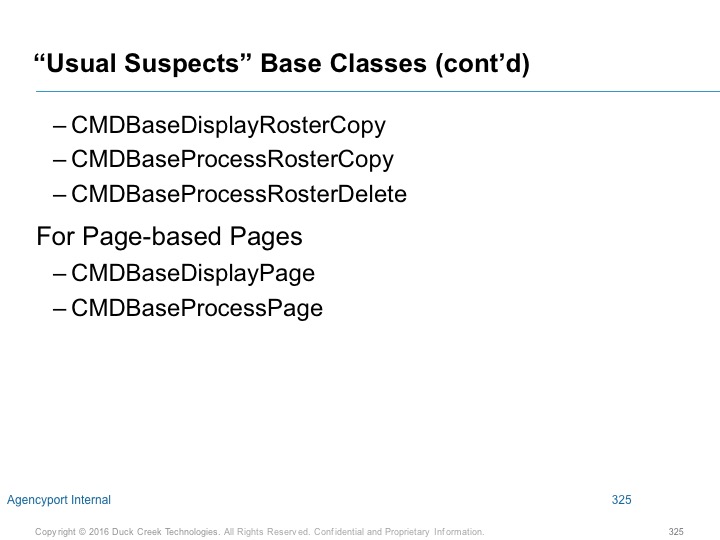 “Usual Suspects” Base Classes (cont’d)
– CMDBaseDisplayRosterCopy
– CMDBaseProcessRosterCopy
– CMDBaseProcessRosterDelete
For Page-based Pages
– CMDBaseDisplayPage
– CMDBaseProcessPage
Agencyport Internal 325
Copyright © 2016 Duck Creek Technologies. All Rights Reserved. Confidential and Proprietary Information. 325